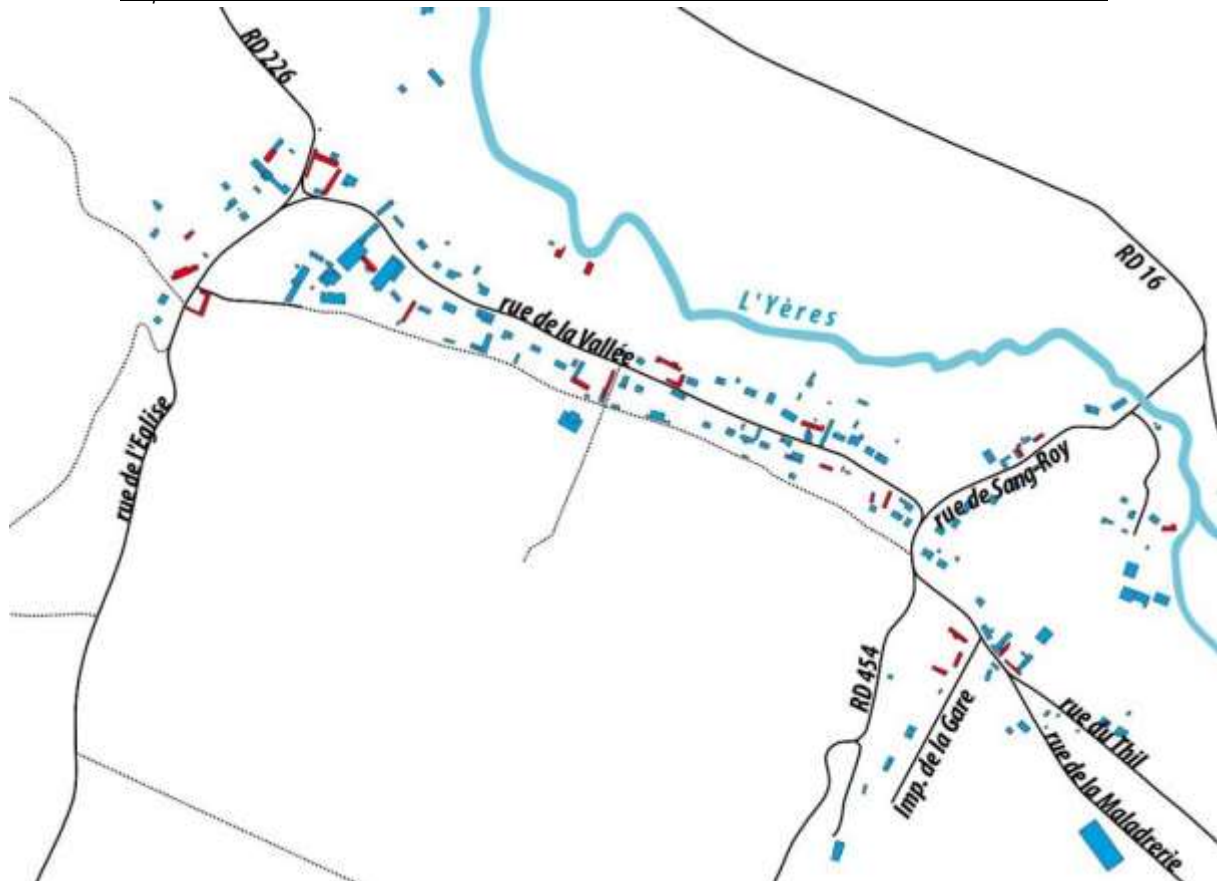 RD 226
RD 16
L'Yères
rue de la Vallée
rue de l'Eglise
rue de Sang-Roy
RD 454
Imp. de la Gare
rue du Thil
rue de la Maladrerie